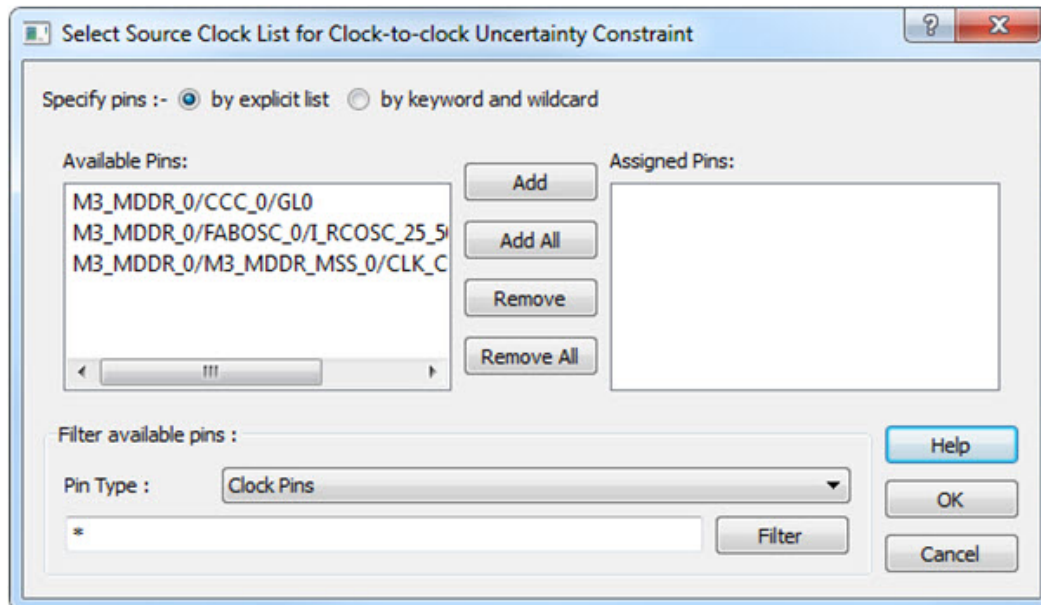 Select Source Clock List for Clock-to-clock Uncertainty Constraint
Specify pins :- by explicit list by keyword and wildcard
Available Pins:
M3_MDDR_0/CCC_0/GL0
M3_MDDR_0/FABOSC_0/I_RCOSC_25_5
M3_MDDR_0/M3_MDDR_MSS_0/CLK_C
Add
Add All
Remove
Remove All
Assigned Pins:
Filter available pins :
Pin Type : Clock Pins
*
Filter
Help
OK
Cancel